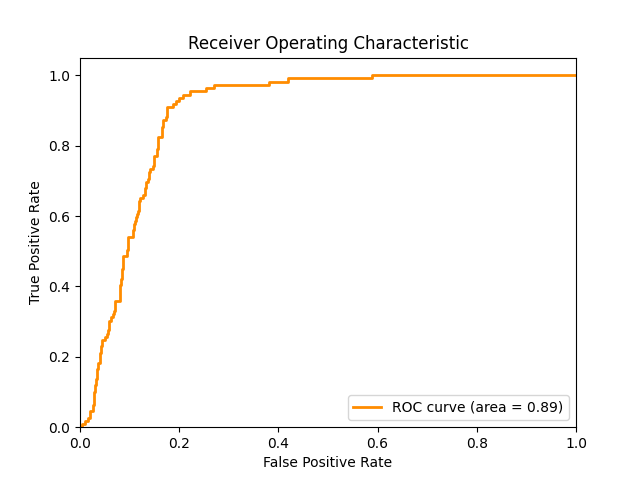 Receiver Operating Characteristic
True Positive Rate
1.0
0.8
0.6
0.4
0.2
0.0
ROC curve (area = 0.89)
0.0 0.2 0.4 0.6 0.8 1.0
False Positive Rate